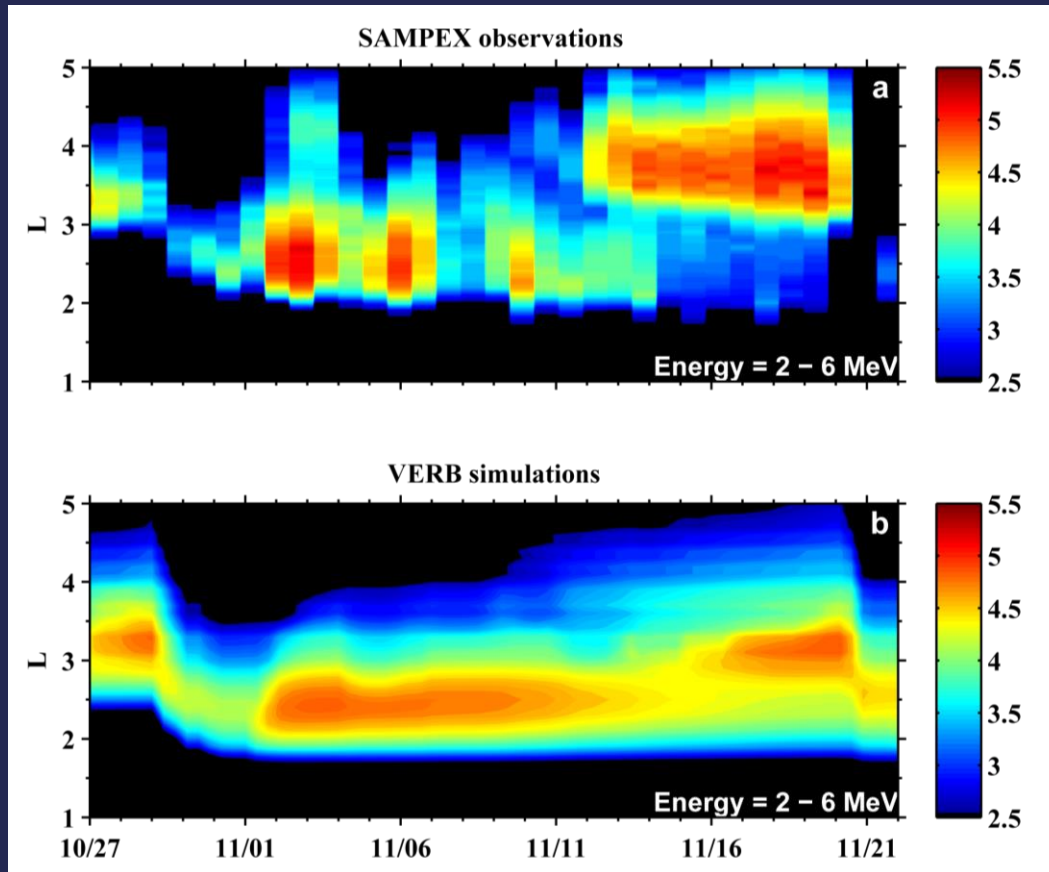 SAMPEX observations
a
5
4
3
2
1
L
Energy = 2 − 6 MeV
5.5
5
4.5
4
3.5
3
2.5
VERB simulations
b
5
4
3
2
1
L
Energy = 2 − 6 MeV
5.5
5
4.5
4
3.5
3
2.5
10/27 11/01 11/06 11/11 11/16 11/21